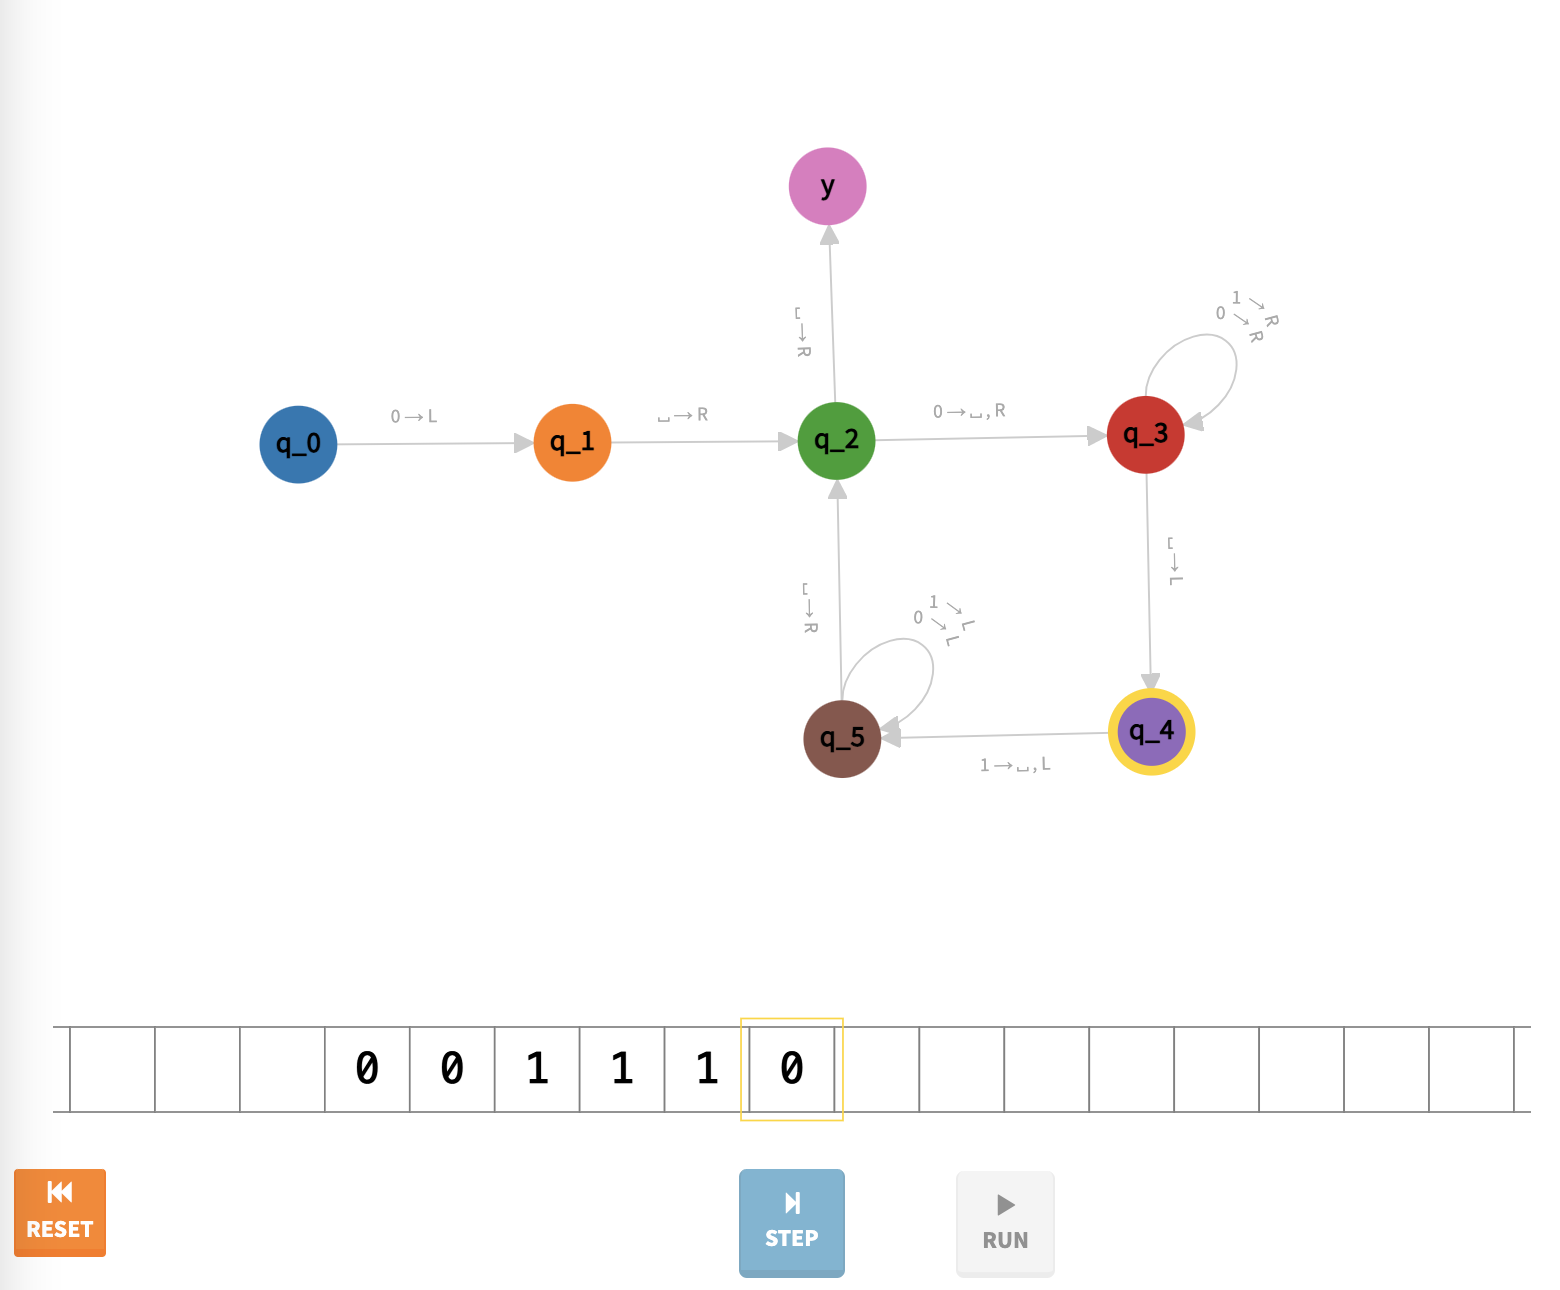 y
1→R
0→R
␣→R
0→L
␣→R
0→␣,R
q_0
q_1
q_2
q_3
␣→L
␣→R
1→L
0→L
q_5
q_4
1→␣,L
0 0 1 1 1 0
RESET
STEP
RUN